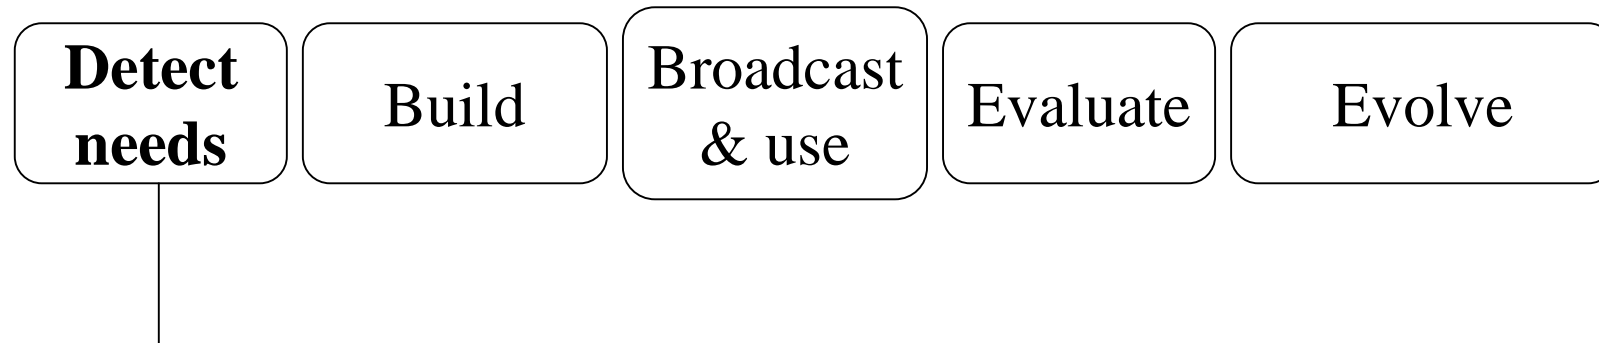 Detect
needs
Build
Broadcast
& use
Evaluate
Evolve